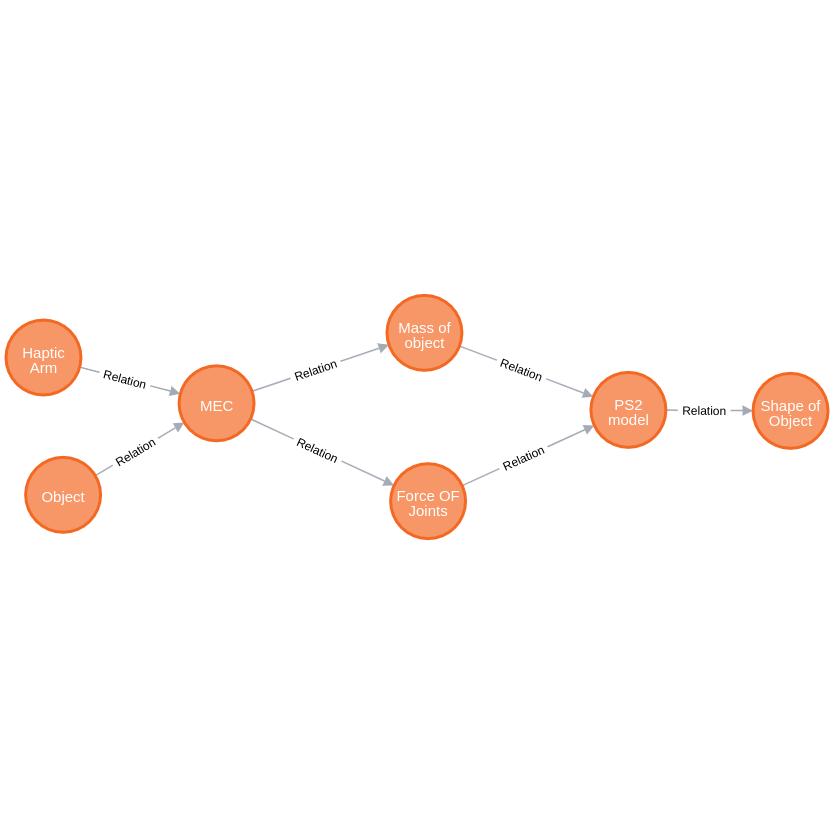 Haptic
Arm
Relation
Object
Relation
MEC
Relation
Relation
Mass of
object
Force OF
Joints
Relation
Relation
PS2
model
Relation
Shape of
Object